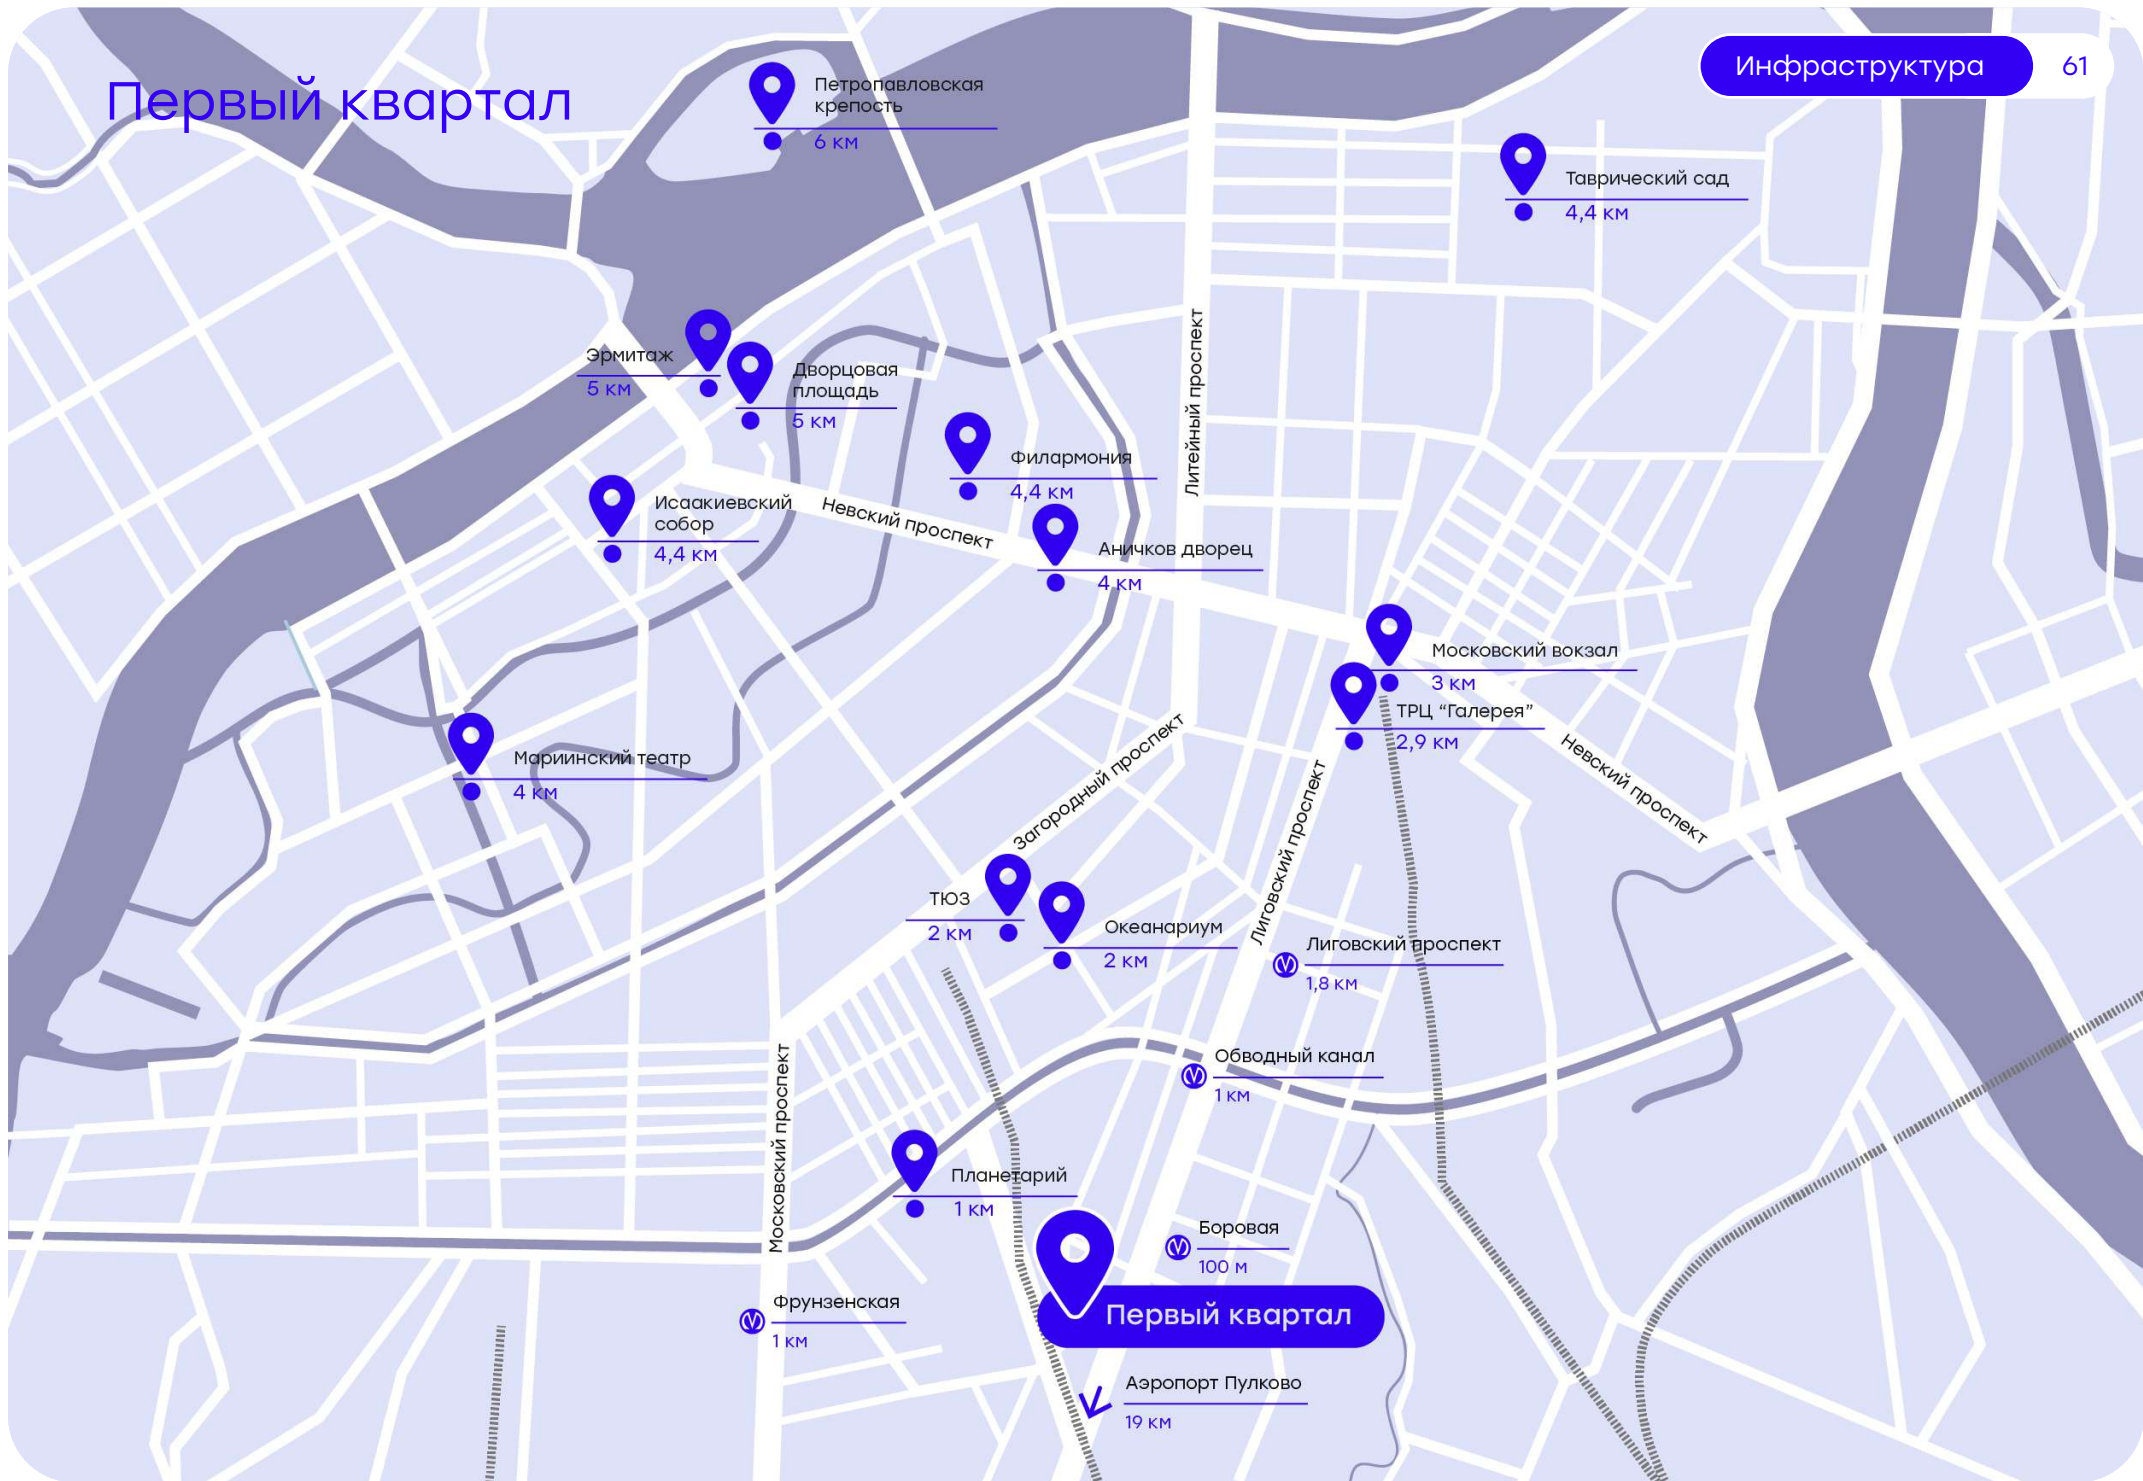 Первый квартал
Инфраструктура
61
Петропавловская
крепость
6 км
Таврический сад
4,4 км
Эрмитаж
5 км
Дворцовая
площадь
5 км
Литейный проспект
Филармония
4,4 км
Исаакиевский
собор
4,4 км
Невский проспект
Аничков дворец
4 км
Московский вокзал
3 км
ТРЦ “Галерея”
2,9 км
Невский проспект
Мариинский театр
4 км
Загородный проспект
Лиговский проспект
ТЮЗ
2 км
Океанариум
2 км
Лиговский проспект
1,8 км
Обводный канал
1 км
Московский проспект
Планетарий
1 км
Боровая
100 м
Первый квартал
Фрунзенская
1 км
Аэропорт Пулково
19 км